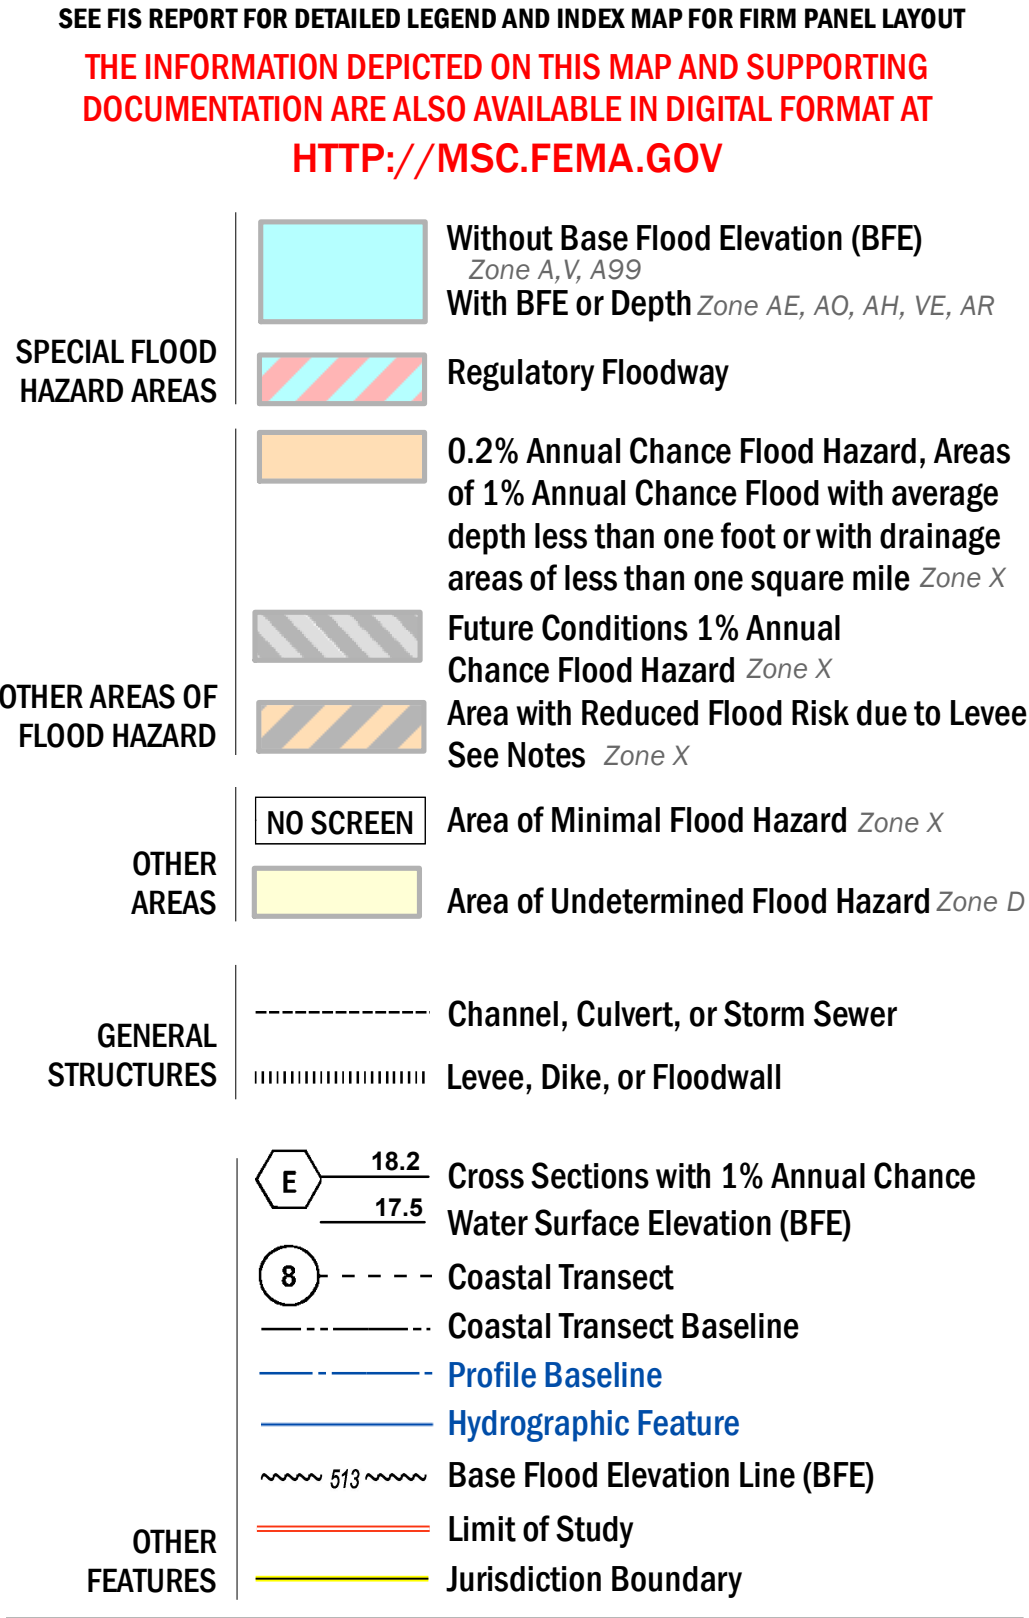 SEE FIS REPORT FOR DETAILED LEGEND AND INDEX MAP FOR FIRM PANEL LAYOUT
THE INFORMATION DEPICTED ON THIS MAP AND SUPPORTING
DOCUMENTATION ARE ALSO AVAILABLE IN DIGITAL FORMAT AT
HTTP://MSC.FEMA.GOV
SPECIAL FLOOD
HAZARD AREAS
Without Base Flood Elevation (BFE)
Zone A,V, A99
With BFE or Depth Zone AE, AO, AH, VE, AR
Regulatory Floodway
OTHER AREAS OF
FLOOD HAZARD
0.2% Annual Chance Flood Hazard, Areas
of 1% Annual Chance Flood with average
depth less than one foot or with drainage
areas of less than one square mile Zone X
Future Conditions 1% Annual
Chance Flood Hazard Zone X
Area with Reduced Flood Risk due to Levee
See Notes Zone X
OTHER
AREAS
NO SCREEN Area of Minimal Flood Hazard Zone X
Area of Undetermined Flood Hazard Zone D
GENERAL
STRUCTURES
Channel, Culvert, or Storm Sewer
Levee, Dike, or Floodwall
OTHER
FEATURES
E 18.2 Cross Sections with 1% Annual Chance
17.5 Water Surface Elevation (BFE)
8 Coastal Transect
Coastal Transect Baseline
Profile Baseline
Hydrographic Feature
513 Base Flood Elevation Line (BFE)
Limit of Study
Jurisdiction Boundary